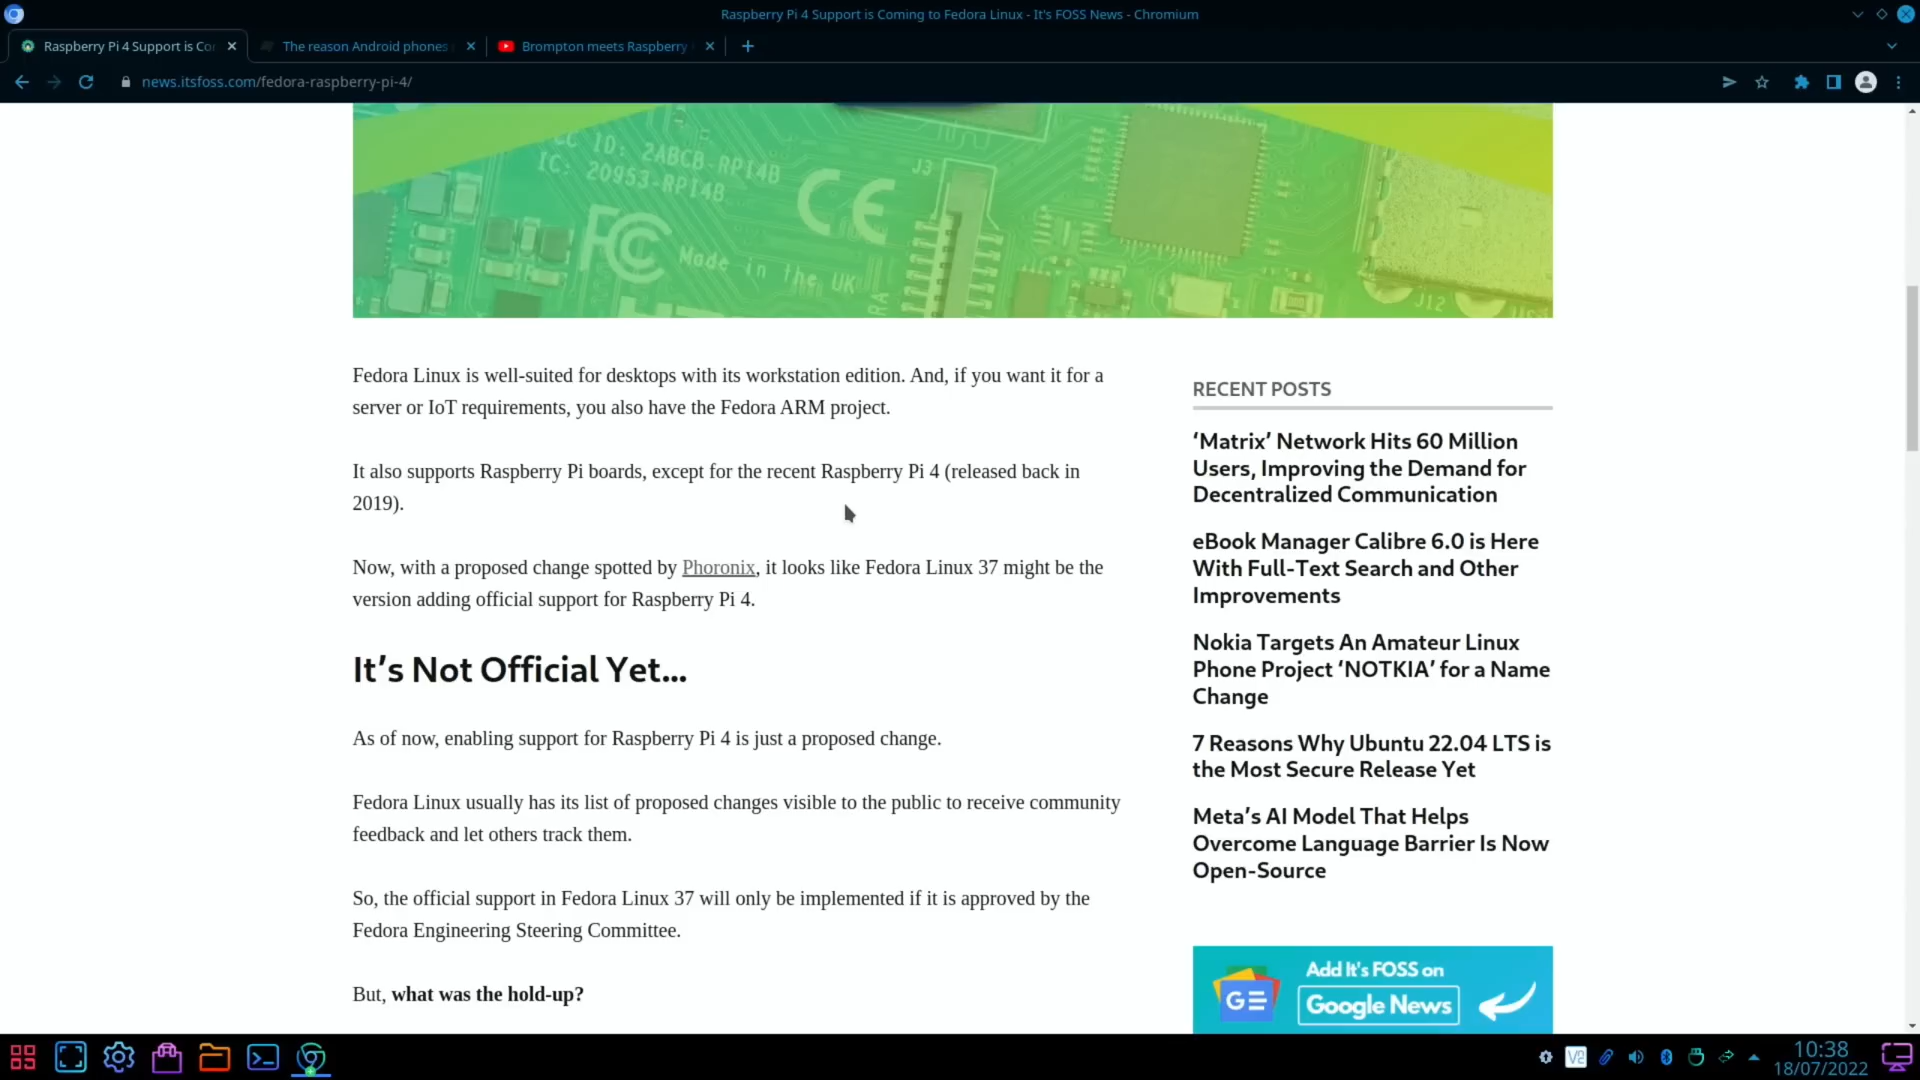 Raspberry Pi 4 Support is Coming to Fedora Linux - It's FOSS News - Chromium
Raspberry Pi 4 Support is Co
The reason Android phones
Brompton meets Raspberry
news.itsfoss.com/fedora-raspberry-pi-4/
ID: 2ABCB-RPI4B
IC: 20953-RPI4B
J3
CE
FCC
Made in the UK
J12
Fedora Linux is well-suited for desktops with its workstation edition. And, if you want it for a
server or IoT requirements, you also have the Fedora ARM project.
It also supports Raspberry Pi boards, except for the recent Raspberry Pi 4 (released back in
2019).
Now, with a proposed change spotted by Phoronix, it looks like Fedora Linux 37 might be the
version adding official support for Raspberry Pi 4.
It’s Not Official Yet…
As of now, enabling support for Raspberry Pi 4 is just a proposed change.
Fedora Linux usually has its list of proposed changes visible to the public to receive community
feedback and let others track them.
So, the official support in Fedora Linux 37 will only be implemented if it is approved by the
Fedora Engineering Steering Committee.
But, what was the hold-up?
RECENT POSTS
‘Matrix’ Network Hits 60 Million
Users, Improving the Demand for
Decentralized Communication
eBook Manager Calibre 6.0 is Here
With Full-Text Search and Other
Improvements
Nokia Targets An Amateur Linux
Phone Project ‘NOTKIA’ for a Name
Change
7 Reasons Why Ubuntu 22.04 LTS is
the Most Secure Release Yet
Meta’s AI Model That Helps
Overcome Language Barrier Is Now
Open-Source
Add It's FOSS on
Google News
GE
V2
10:38
18/07/2022